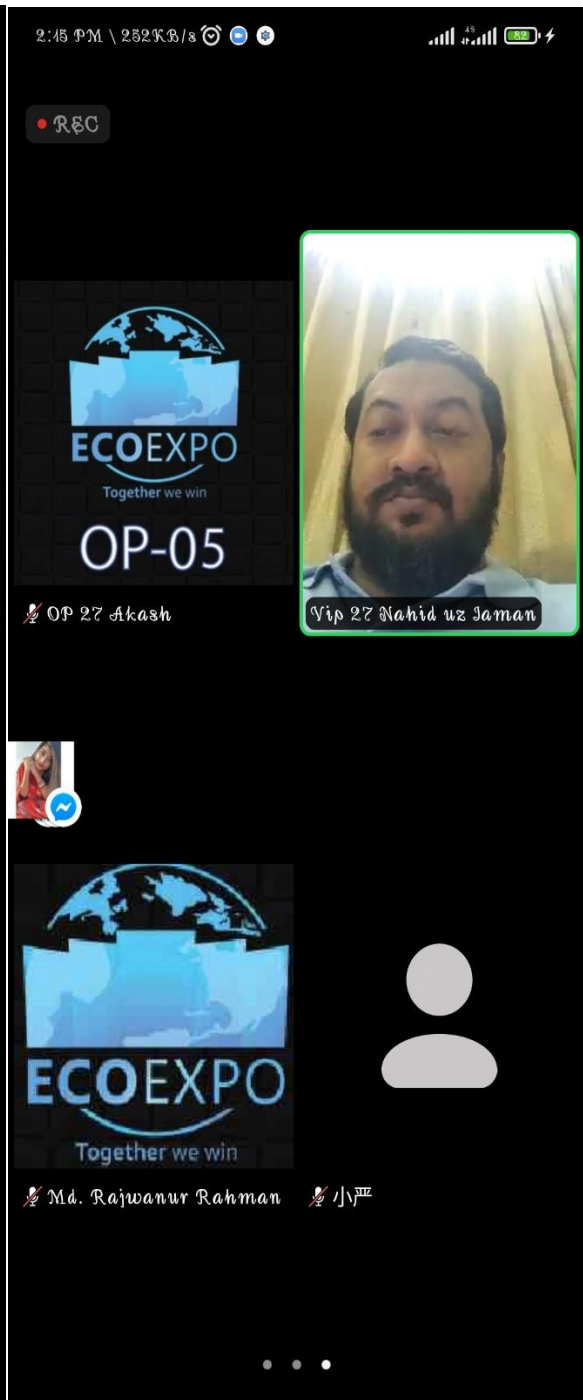 2:15 PM \ 252KB/s
4G
82
REC
ECOEXPO
Together we win
OP-05
OP 27 Akash
Vip 27 Nahid uz Jaman
ECOEXPO
Together we win
Md. Rajwanur Rahman
小严